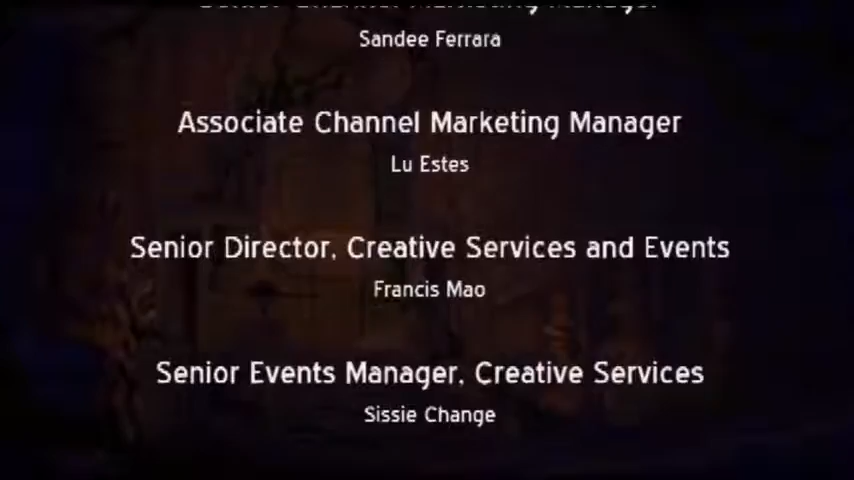 Sandee Ferrara
Associate Channel Marketing Manager
Lu Estes
Senior Director, Creative Services and Events
Francis Mao
Senior Events Manager, Creative Services
Sissie Change